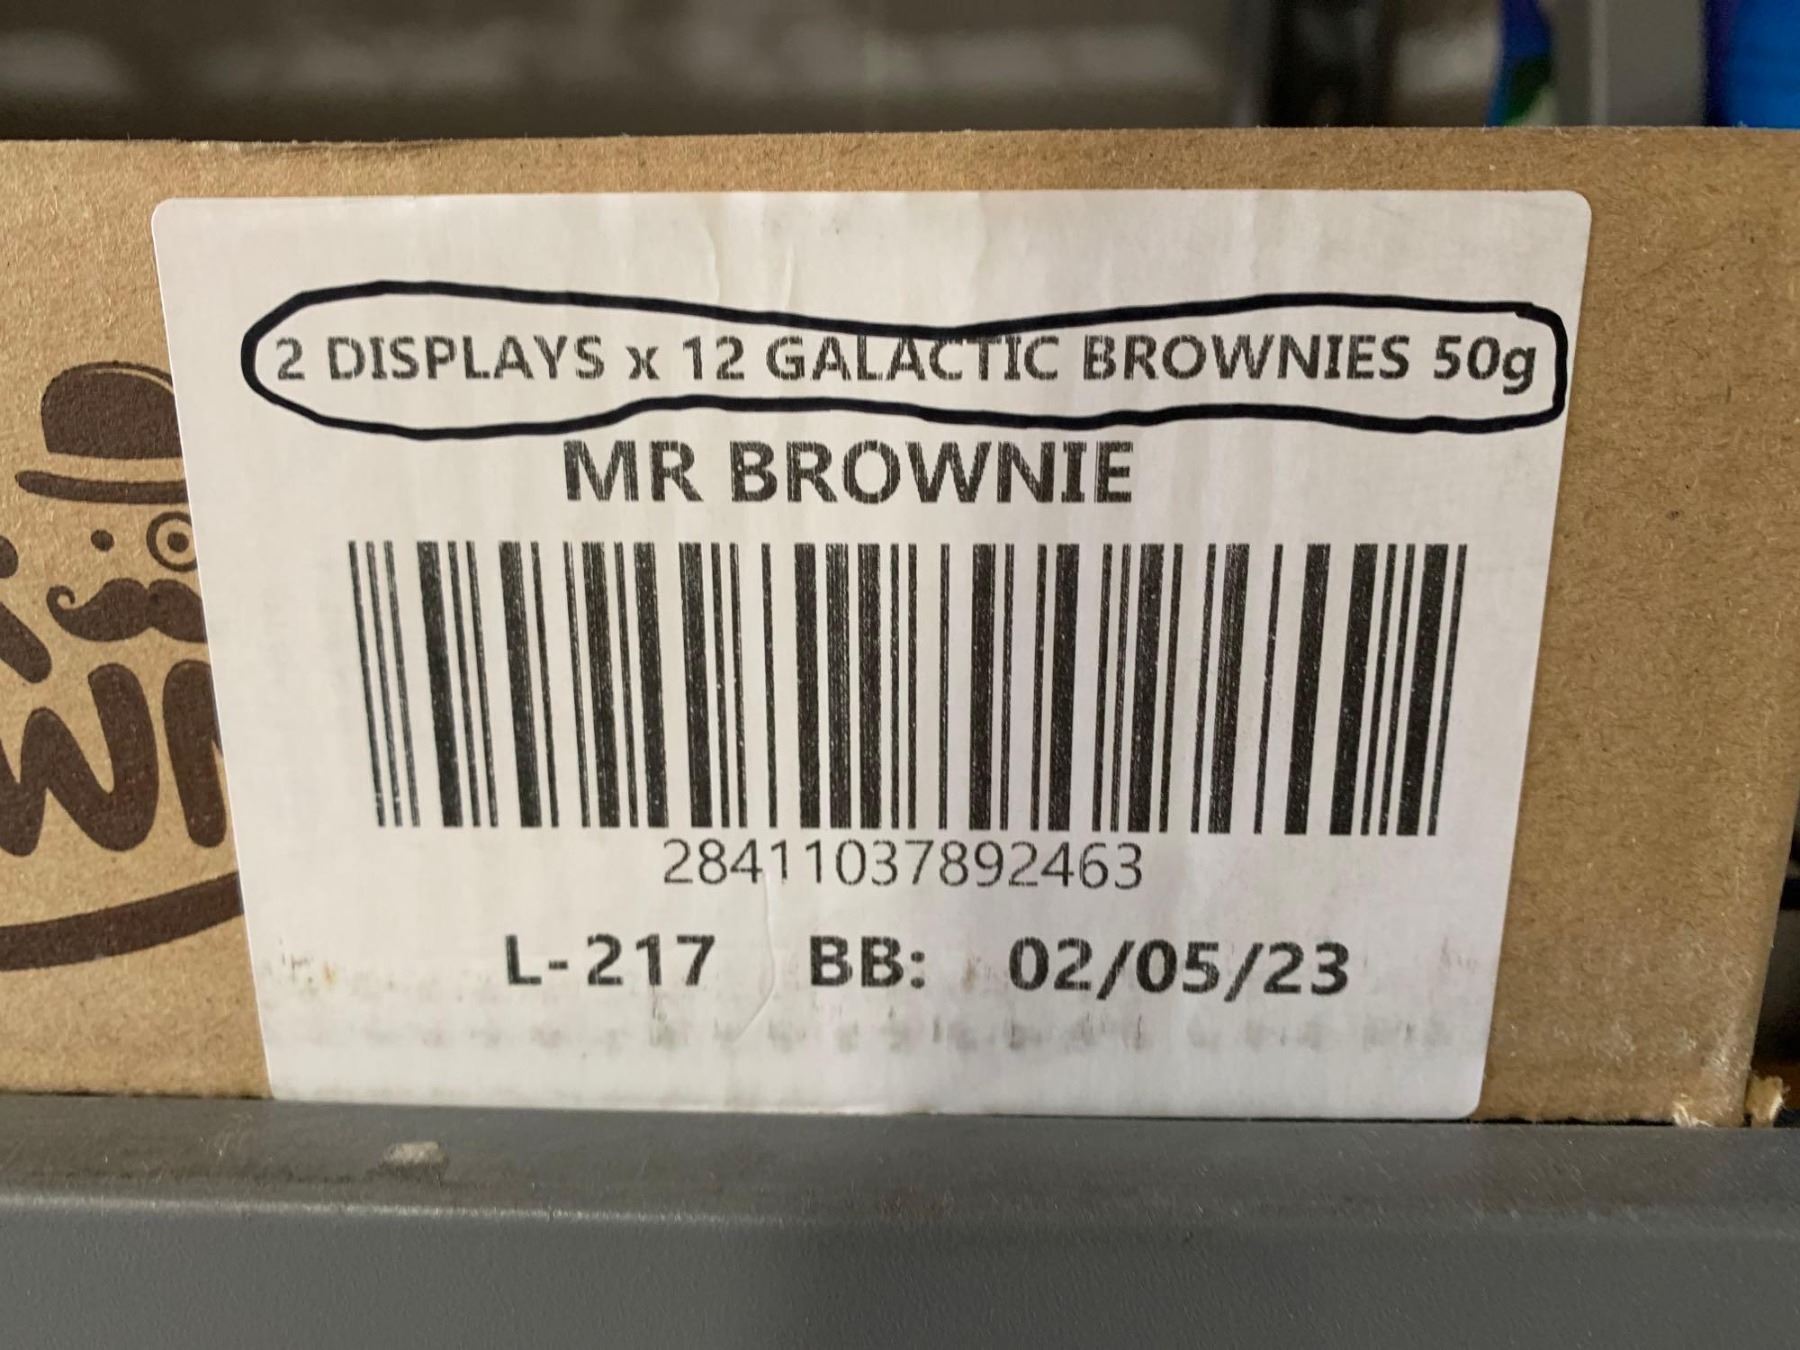 2 DISPLAYS x 12 GALACTIC BROWNIES 50g
MR BROWNIE
28411037892463
L-217 BB: 02/05/23